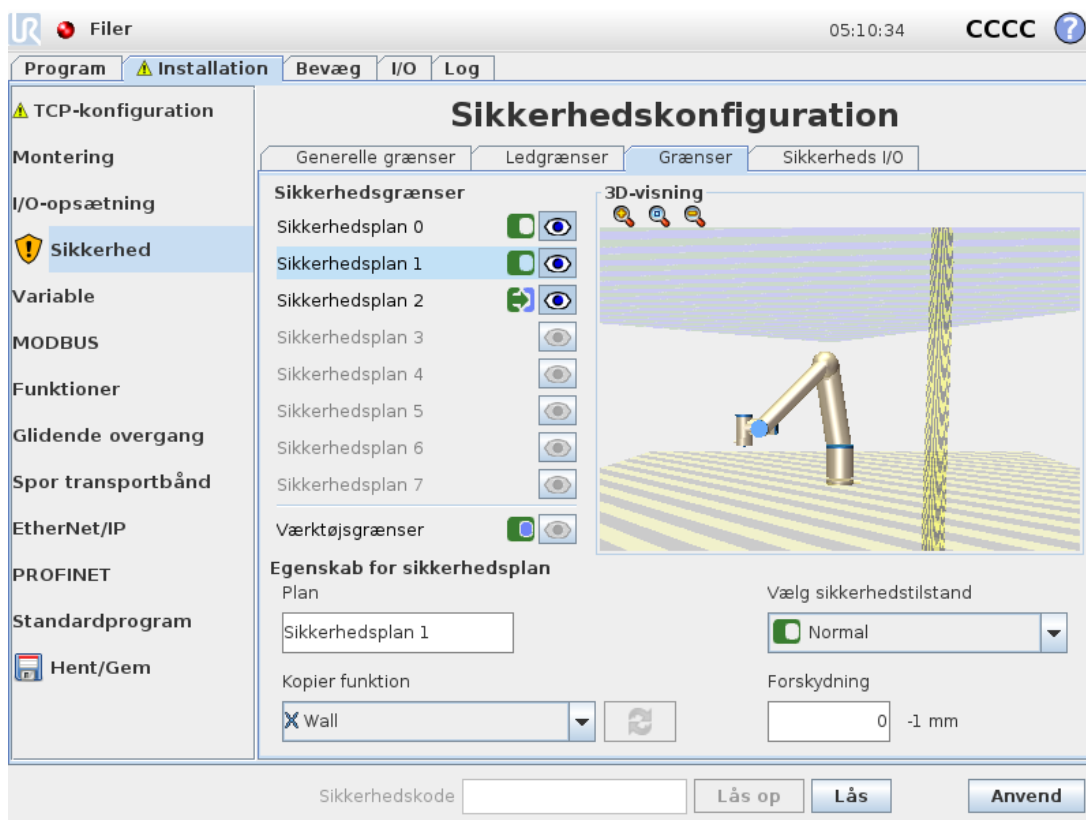 UR Filer 05:10:34 CCCC ?
Program Installation Bevæg I/O Log
TCP-konfiguration
Montering
I/O-opsætning
Sikkerhed
Variable
MODBUS
Funktioner
Glidende overgang
Spor transportbånd
EtherNet/IP
PROFINET
Standardprogram
Hent/Gem
Sikkerhedskonfiguration
Generelle grænser Ledgrænser Grænser Sikkerheds I/O
Sikkerhedsgrænser
Sikkerhedsplan 0
Sikkerhedsplan 1
Sikkerhedsplan 2
Sikkerhedsplan 3
Sikkerhedsplan 4
Sikkerhedsplan 5
Sikkerhedsplan 6
Sikkerhedsplan 7
Værktøjsgrænser
3D-visning
Egenskab for sikkerhedsplan
Plan
Sikkerhedsplan 1
Vælg sikkerhedstilstand
Normal
Kopier funktion
Wall
Forskydning
0 -1 mm
Sikkerhedskode Lås op Lås Anvend